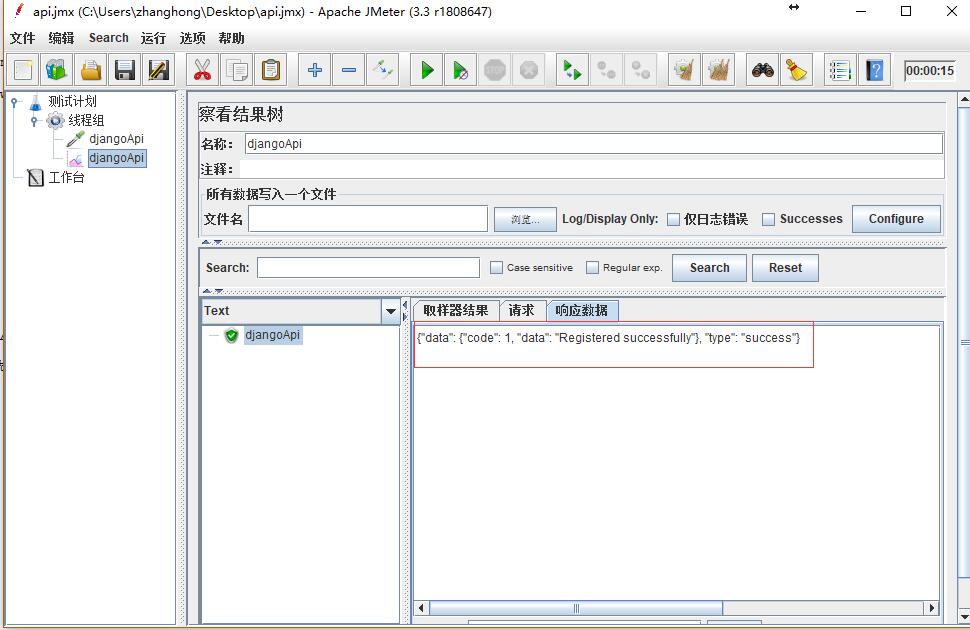 api.jmx (C:\Users\zhanghong\Desktop\api.jmx) - Apache JMeter (3.3 r1808647)
文件 编辑 Search 运行 选项 帮助
STOP
00:00:15
测试计划
线程组
djangoApi
djangoApi
工作台
察看结果树
名称: djangoApi
注释:
所有数据写入一个文件
文件名 浏览... Log/Display Only: 仅日志错误 Successes Configure
Search: Case sensitive Regular exp. Search Reset
Text
djangoApi
取样器结果 请求 响应数据
{"data": {"code": 1, "data": "Registered successfully"}, "type": "success"}